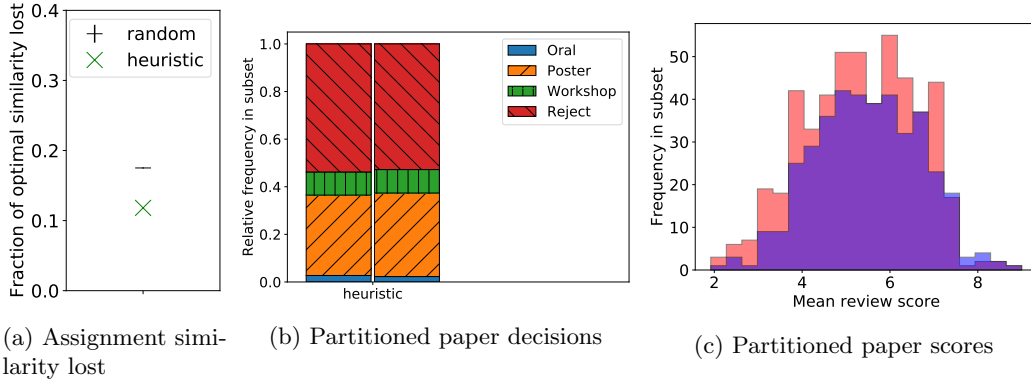 Fraction of optimal similarity lost
0.4
0.3
0.2
0.1
0.0
random
heuristic
(a) Assignment simi-
larity lost
Relative frequency in subset
1.0
0.8
0.6
0.4
0.2
0.0
Oral
Poster
Workshop
Reject
heuristic
(b) Partitioned paper decisions
Frequency in subset
50
40
30
20
10
0
2 4 6 8
Mean review score
(c) Partitioned paper scores